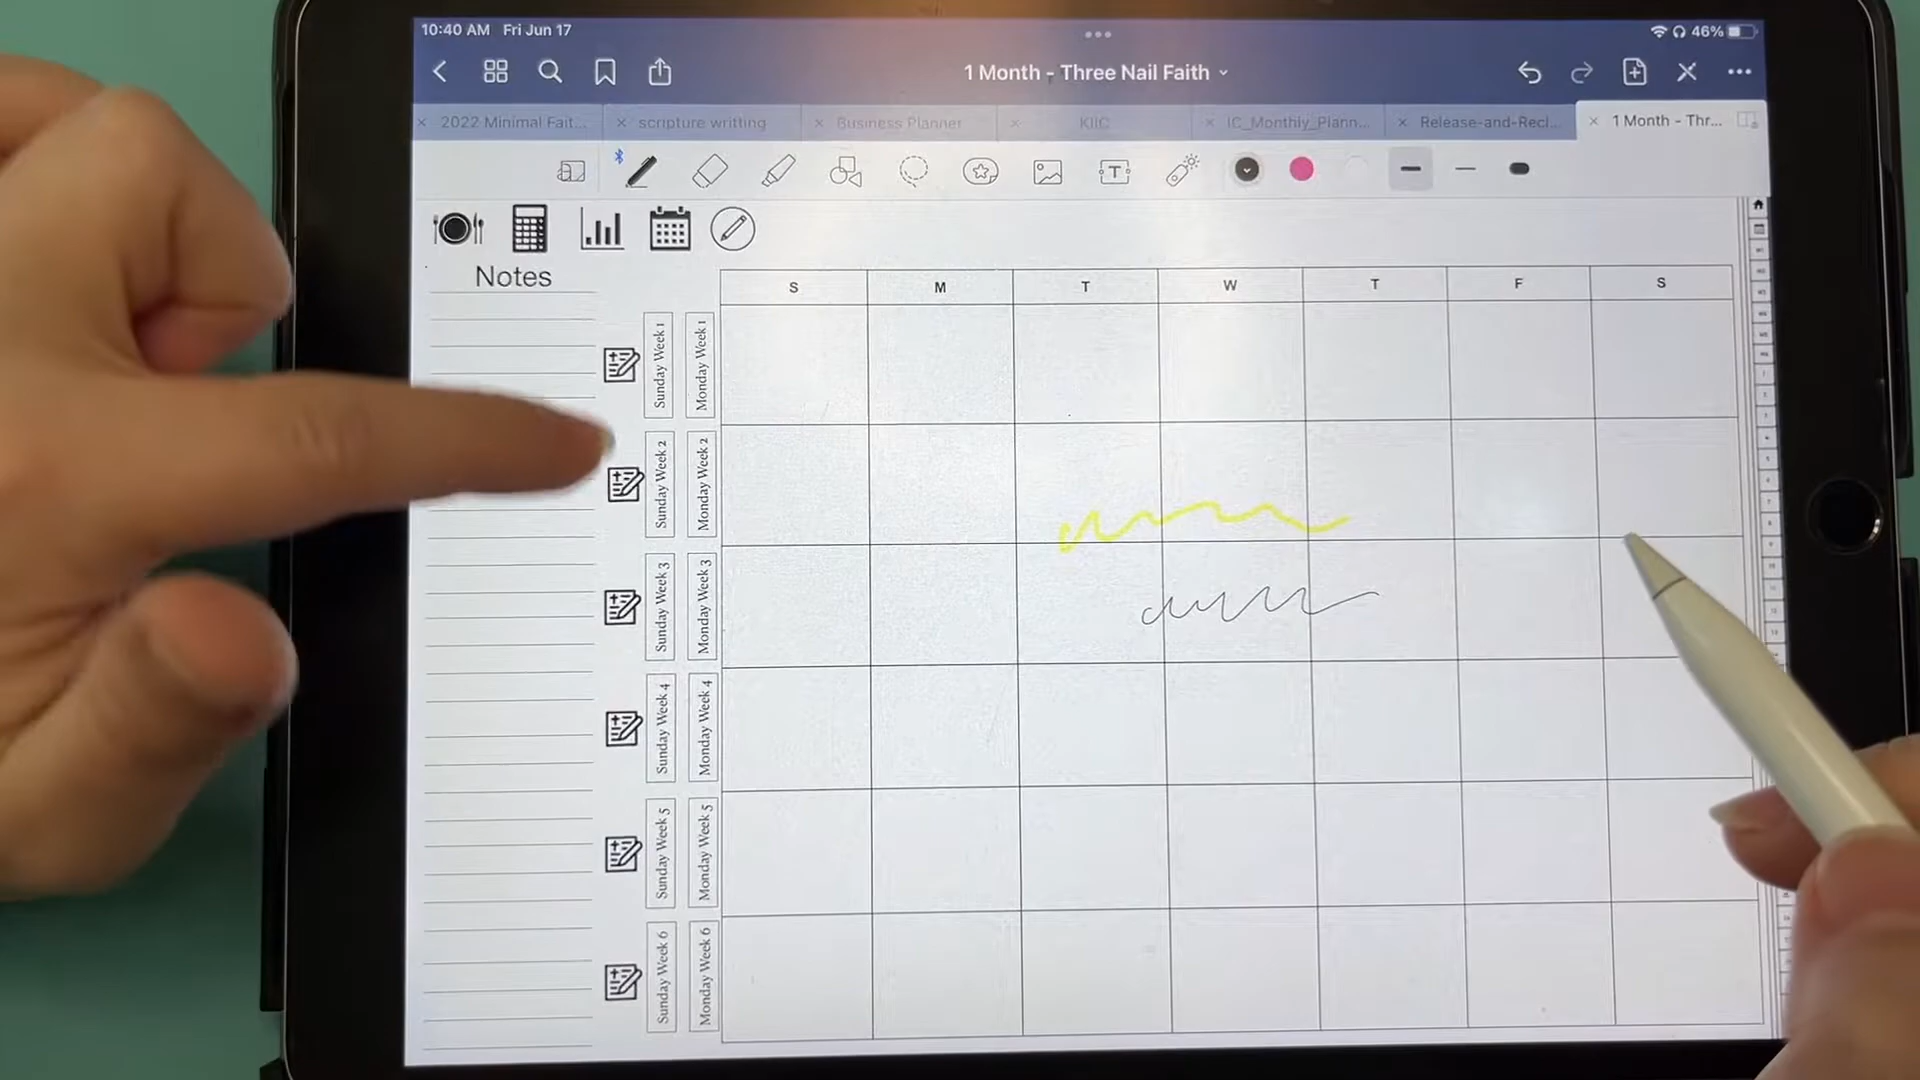 10:40 AM Fri Jun 17
46%
1 Month - Three Nail Faith
2022 Minimal Fait...
scripture writting
Business Planner
KIIC
IC_Monthly_Plann...
Release-and-Recl...
1 Month - Thr...
Notes
S M T W T F S
Sunday Week 1
Monday Week 1
Sunday Week 2
Monday Week 2
Sunday Week 3
Monday Week 3
Sunday Week 4
Monday Week 4
Sunday Week 5
Monday Week 5
Sunday Week 6
Monday Week 6